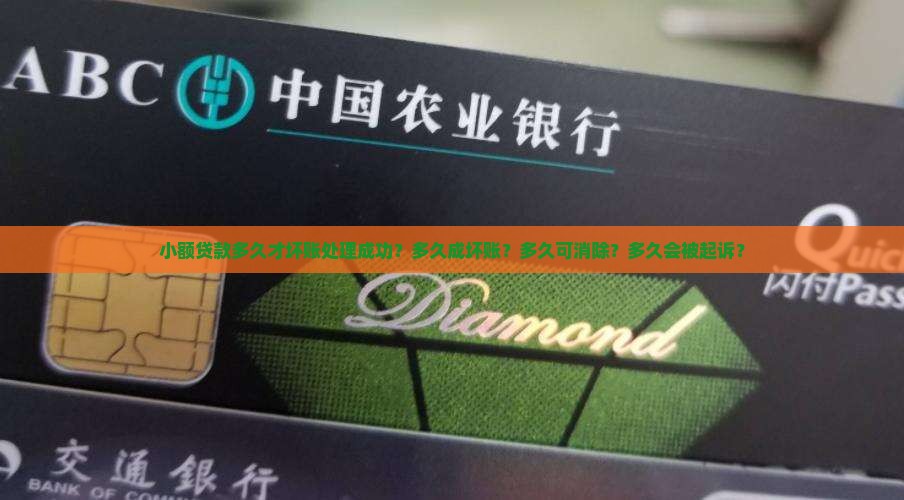 ABC 中国农业银行
小额贷款多久才坏账处理成功？多久成坏账？多久可消除？多久会被起诉？
Quic
闪付Pass
Diamond
交通銀行
BANK OF COMM